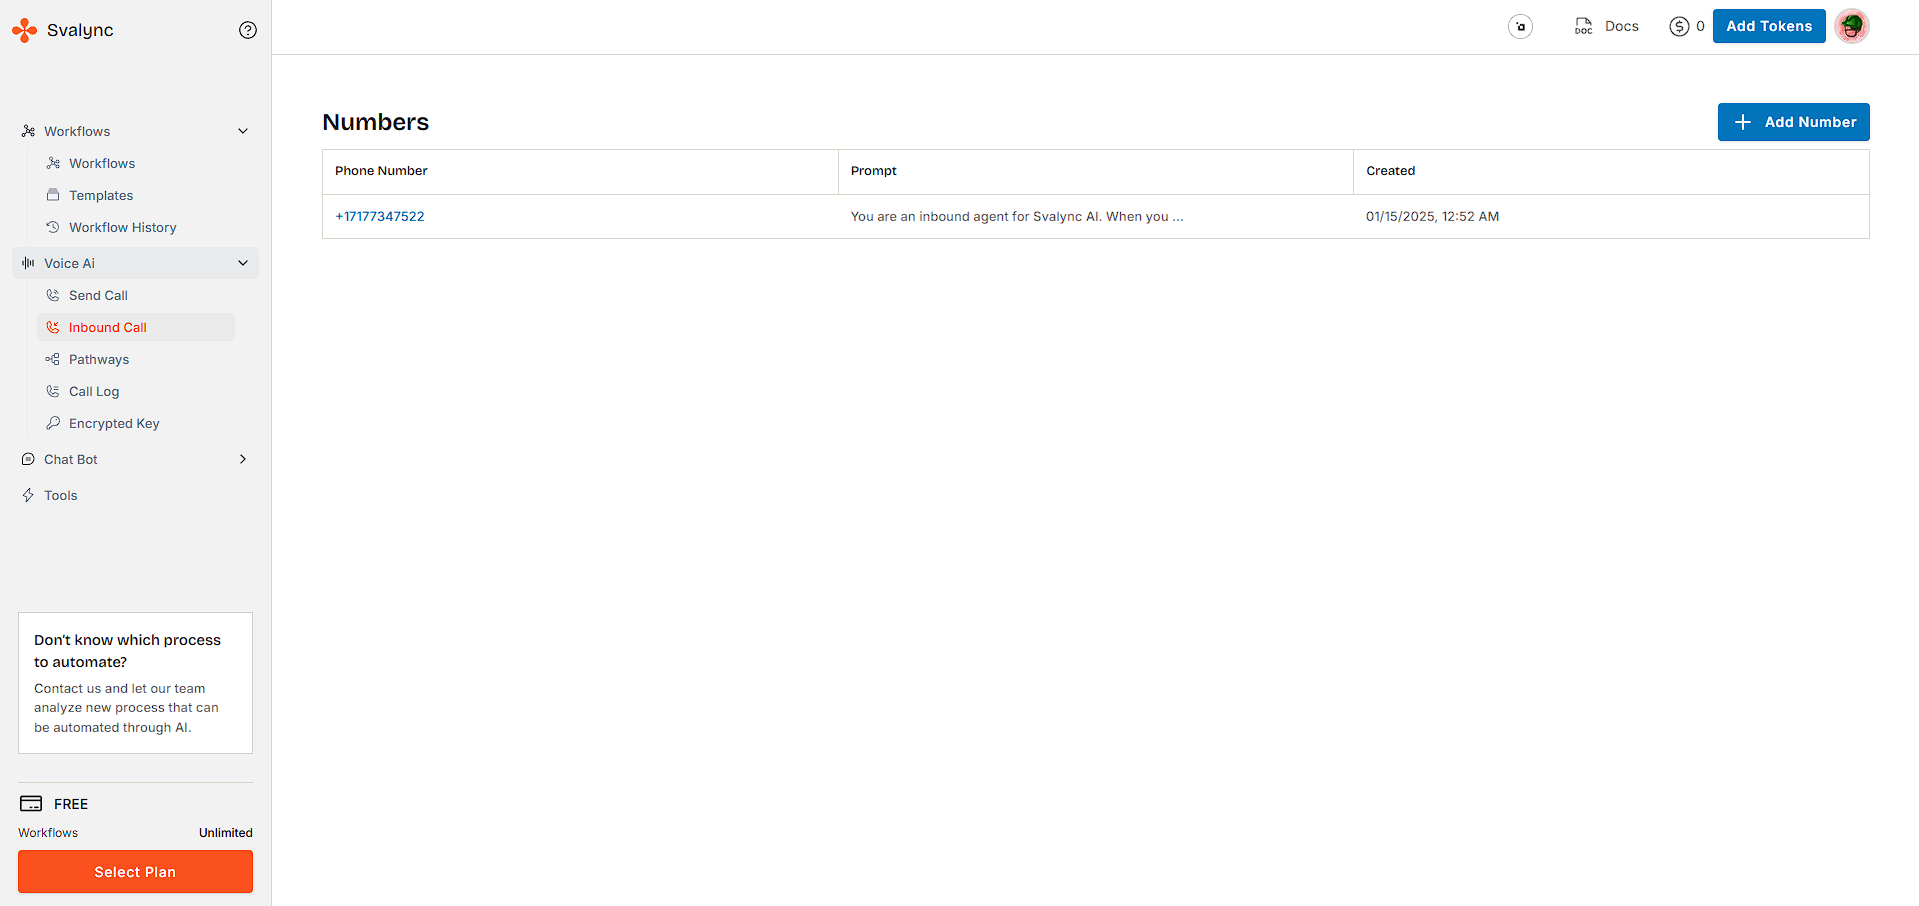 Svalync
Workflows
Workflows
Templates
Workflow History
Voice Ai
Send Call
Inbound Call
Pathways
Call Log
Encrypted Key
Chat Bot
Tools
Don't know which process
to automate?
Contact us and let our team
analyze new process that can
be automated through AI.
FREE
Workflows Unlimited
Select Plan
a
DOC Docs
$ 0 Add Tokens
Numbers
+ Add Number
Phone Number Prompt Created
+17177347522 You are an inbound agent for Svalync AI. When you ... 01/15/2025, 12:52 AM